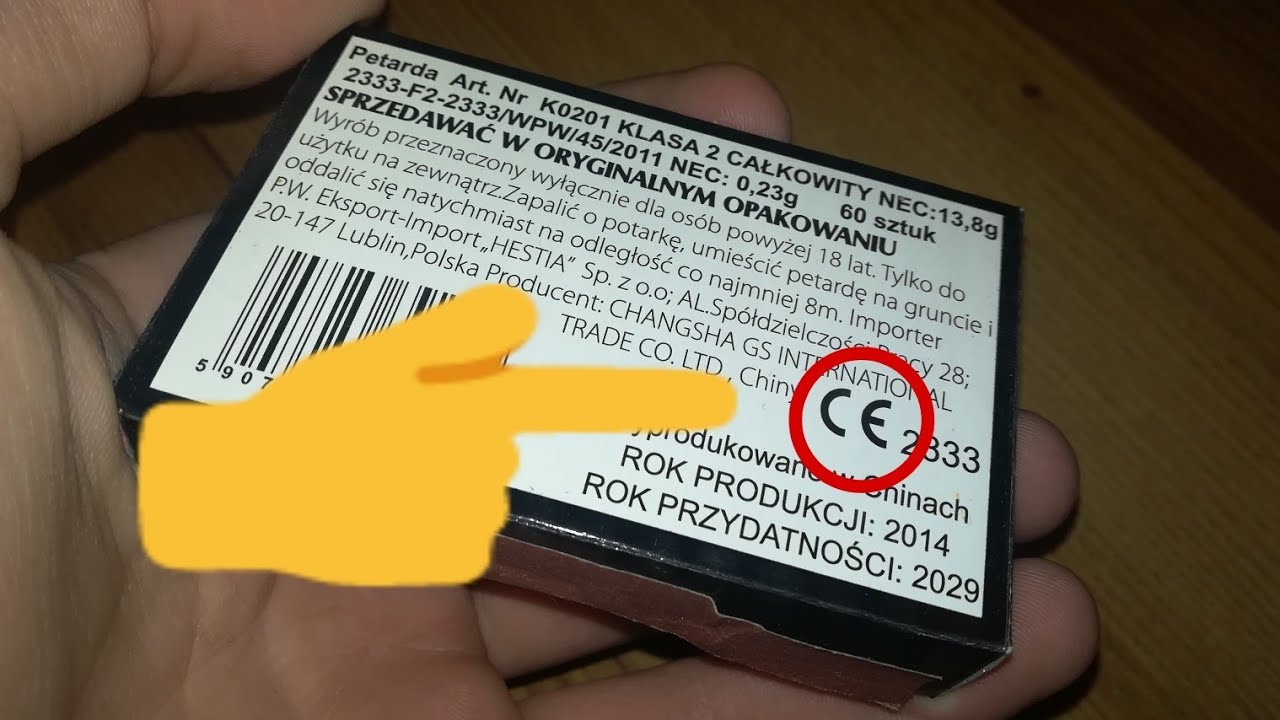 Petarda Art. Nr K0201 KLASA 2 CAŁKOWITY NEC:13,8g
2333-F2-2333/WPW/45/2011 NEC: 0,23g 60 sztuk
SPRZEDAWAĆ W ORYGINALNYM OPAKOWANIU
Wyrób przeznaczony wyłącznie dla osób powyżej 18 lat. Tylko do
użytku na zewnątrz.Zapalić o potarkę, umieścić petardę na gruncie i
oddalić się natychmiast na odległość co najmniej 8m. Importer
P.W. Eksport-Import„HESTIA" Sp. z o.o; AL.Spółdzielczości Pracy 28;
20-147 Lublin,Polska Producent: CHANGSHA GS INTERNATIONAL
TRADE CO. LTD., Chiny
CE 2333
w Chinach
ROK PRODUKCJI: 2014
ROK PRZYDATNOŚCI: 2029
5907